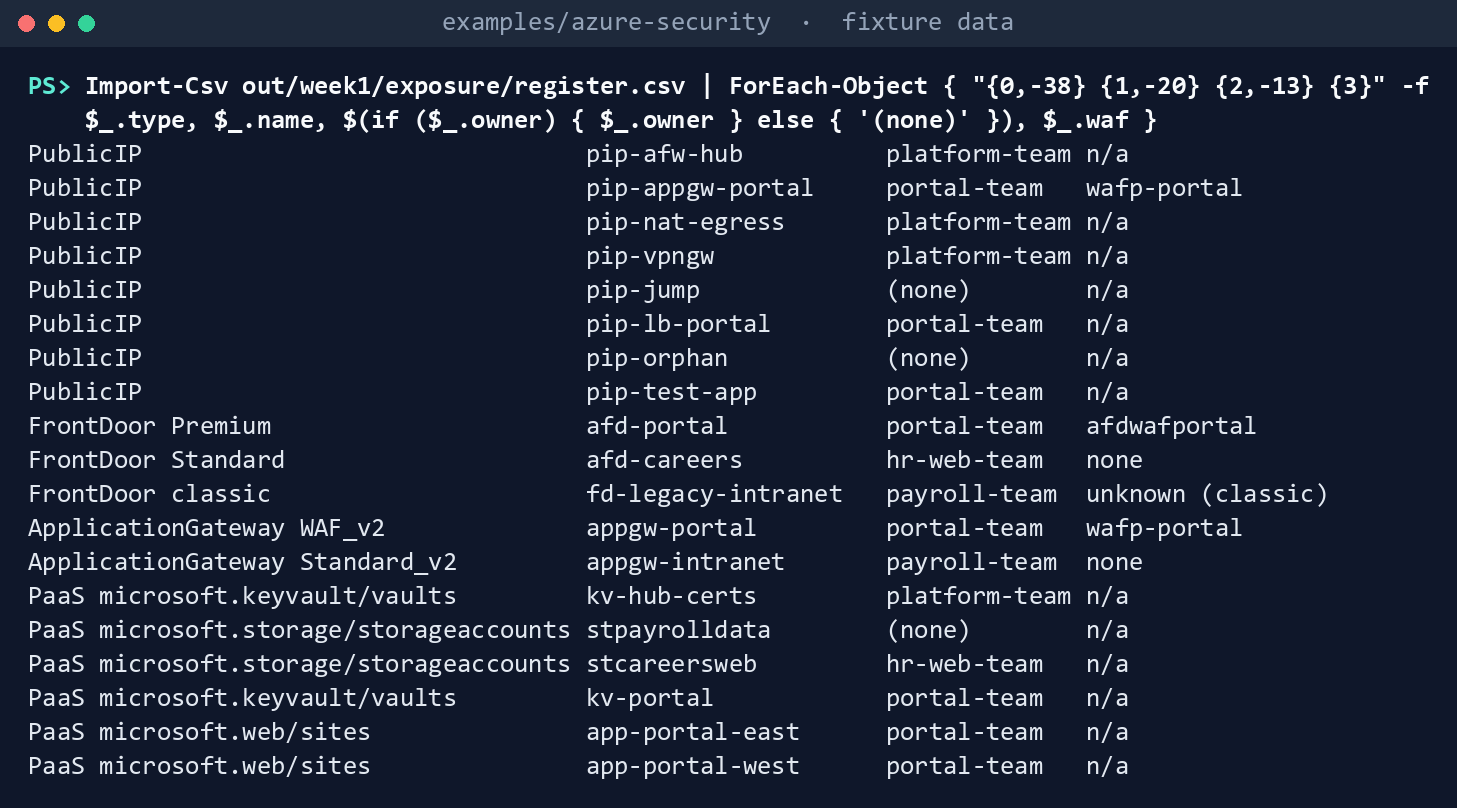 examples/azure-security · fixture data
PS> Import-Csv out/week1/exposure/register.csv | ForEach-Object { "{0,-38} {1,-20} {2,-13} {3}" -f
$_.type, $_.name, $(if ($_.owner) { $_.owner } else { '(none)' }), $_.waf }
PublicIP pip-afw-hub platform-team n/a
PublicIP pip-appgw-portal portal-team wafp-portal
PublicIP pip-nat-egress platform-team n/a
PublicIP pip-vpngw platform-team n/a
PublicIP pip-jump (none) n/a
PublicIP pip-lb-portal portal-team n/a
PublicIP pip-orphan (none) n/a
PublicIP pip-test-app portal-team n/a
FrontDoor Premium afd-portal portal-team afdwafportal
FrontDoor Standard afd-careers hr-web-team none
FrontDoor classic fd-legacy-intranet payroll-team unknown (classic)
ApplicationGateway WAF_v2 appgw-portal portal-team wafp-portal
ApplicationGateway Standard_v2 appgw-intranet payroll-team none
PaaS microsoft.keyvault/vaults kv-hub-certs platform-team n/a
PaaS microsoft.storage/storageaccounts stpayrolldata (none) n/a
PaaS microsoft.storage/storageaccounts stcareersweb hr-web-team n/a
PaaS microsoft.keyvault/vaults kv-portal portal-team n/a
PaaS microsoft.web/sites app-portal-east portal-team n/a
PaaS microsoft.web/sites app-portal-west portal-team n/a